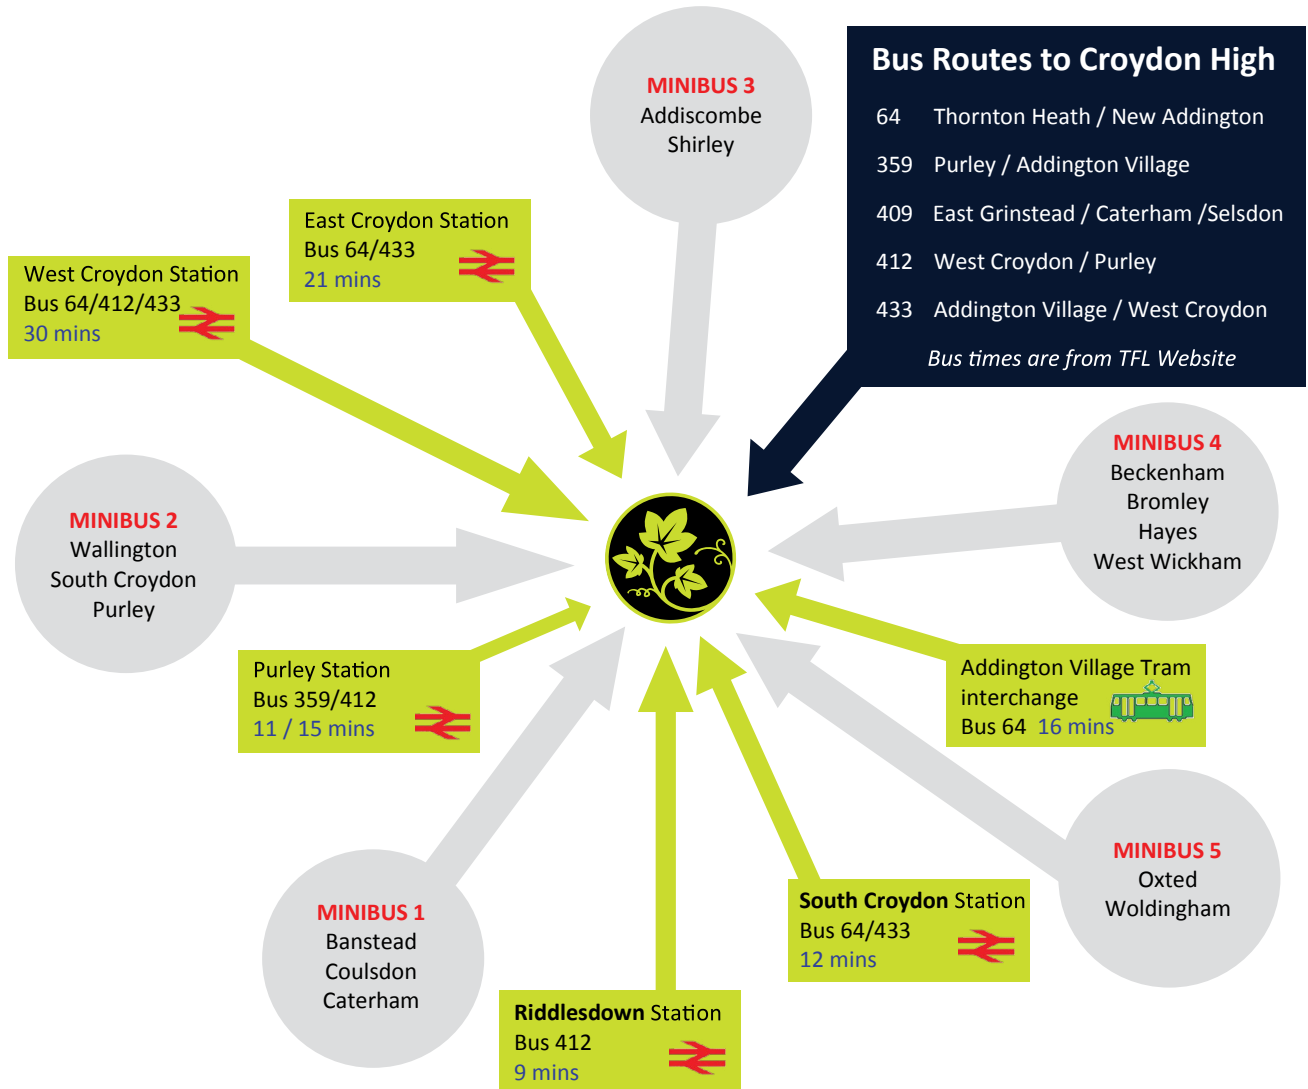 MINIBUS 3
Addiscombe
Shirley
Bus Routes to Croydon High
64 Thornton Heath / New Addington
359 Purley / Addington Village
409 East Grinstead / Caterham /Selsdon
412 West Croydon / Purley
433 Addington Village / West Croydon
Bus times are from TFL Website
East Croydon Station
Bus 64/433
21 mins
West Croydon Station
Bus 64/412/433
30 mins
MINIBUS 4
Beckenham
Bromley
Hayes
West Wickham
MINIBUS 2
Wallington
South Croydon
Purley
Purley Station
Bus 359/412
11 / 15 mins
Addington Village Tram
interchange
Bus 64 16 mins
MINIBUS 5
Oxted
Woldingham
South Croydon Station
Bus 64/433
12 mins
MINIBUS 1
Banstead
Coulsdon
Caterham
Riddlesdown Station
Bus 412
9 mins